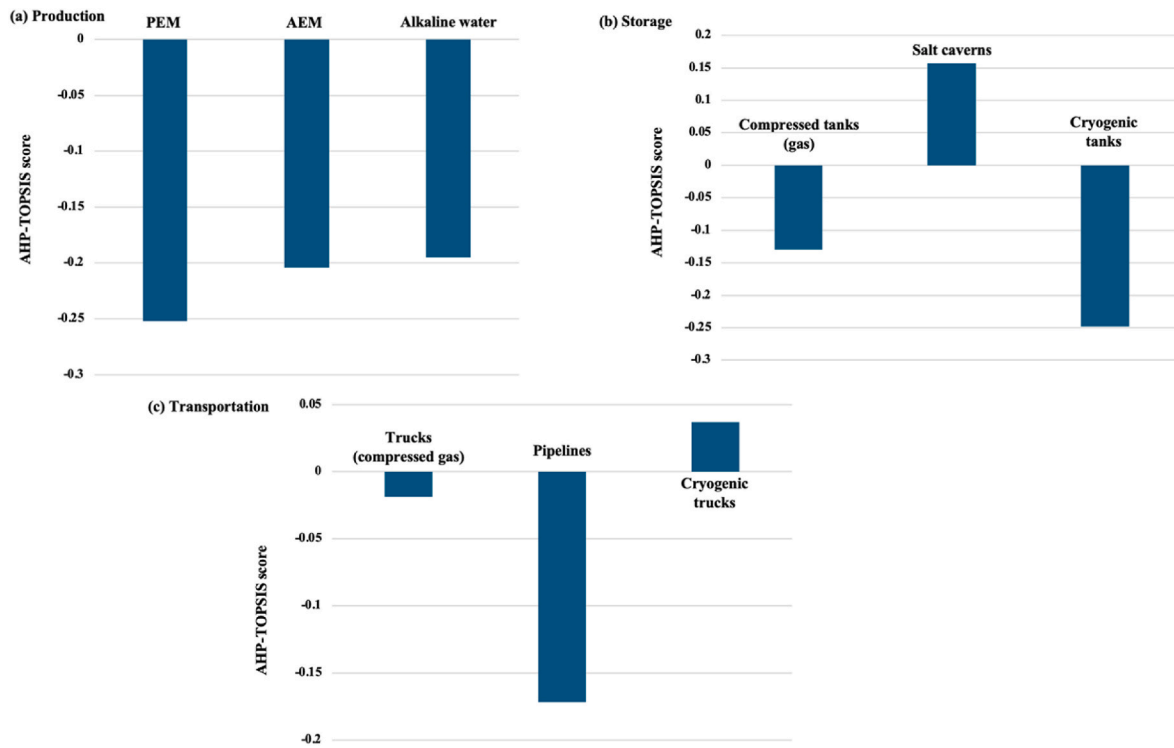 (a) Production
PEM
AEM
Alkaline water
0
-0.05
-0.1
-0.15
-0.2
-0.25
-0.3
AHP-TOPSIS score
(b) Storage
0.2
0.15
0.1
0.05
0
-0.05
-0.1
-0.15
-0.2
-0.25
-0.3
AHP-TOPSIS score
Compressed tanks
(gas)
Salt caverns
Cryogenic
tanks
(c) Transportation
0.05
0
-0.05
-0.1
-0.15
-0.2
AHP-TOPSIS score
Trucks
(compressed gas)
Pipelines
Cryogenic
trucks